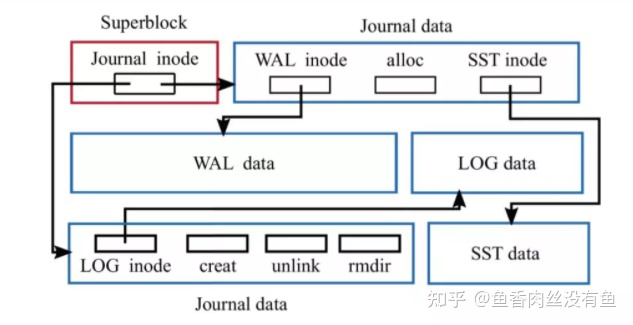 Superblock
Journal data
Journal inode
WAL inode
alloc
SST inode
WAL data
LOG data
LOG inode
creat
unlink
rmdir
SST data
Journal data
知乎 @鱼香肉丝没有鱼